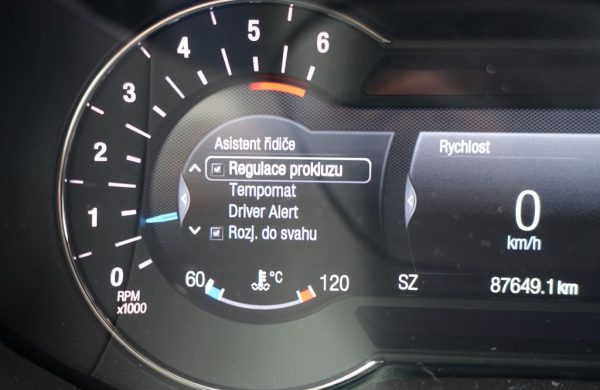 6
5
4
3
2
1
0
RPM
x1000
Asistent řidiče
Regulace prokluzu
Tempomat
Driver Alert
Rozj. do svahu
60 °C 120
Rychlost
0
km/h
SZ 87649.1 km